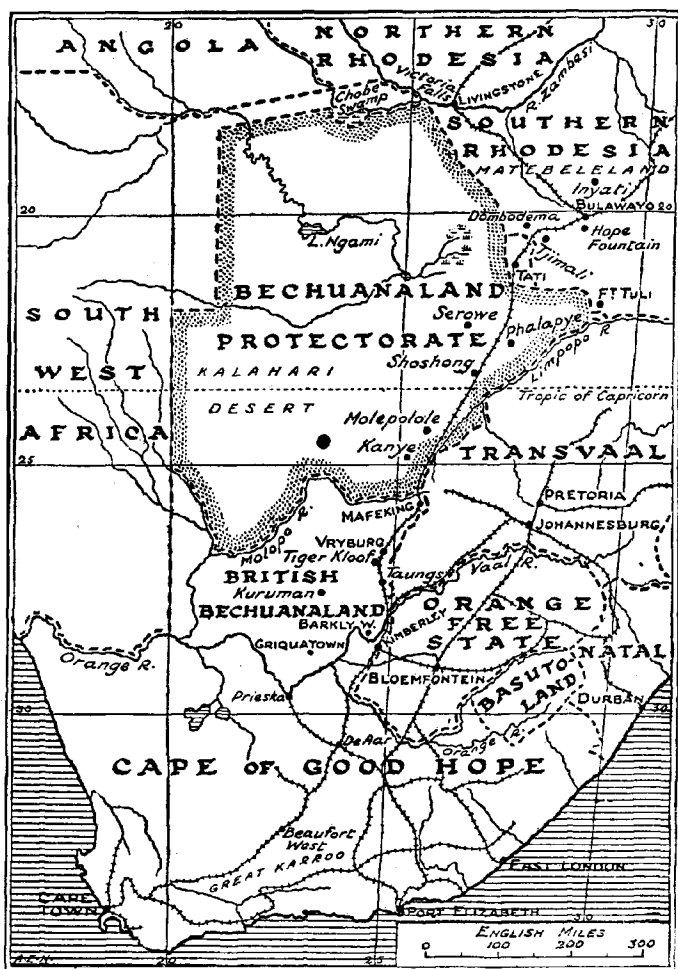 20
30
ANGOLA
NORTHERN
RHODESIA
Victoria
Falls
LIVINGSTONE
R. Zambesi
Chobe
Swamp
SOUTHERN
RHODESIA
MATEBELELAND
Inyati
BULAWAYO
20
20
Dombodema
Hope
Fountain
L. Ngami
Tjimali
TATI
BECHUANALAND
FT TULI
SOUTH
Serowe
Phalapye
PROTECTORATE
Limpopo R
WEST
KALAHARI
Shoshong
Tropic of Capricorn
DESERT
AFRICA
Molepolole
Kanye
TRANSVAAL
25
MAFEKING
PRETORIA
JOHANNESBURG
Molopo R.
VRYBURG
Tiger Kloof
Taungs
Vaal R.
BRITISH
Kuruman
BECHUANALAND
ORANGE
FREE
STATE
BARKLY W.
KIMBERLEY
GRIQUATOWN
NATAL
Orange R.
BLOEMFONTEIN
BASUTO-
LAND
Prieska
DURBAN
30
30
De Aar
Orange R.
CAPE OF GOOD HOPE
Beaufort
West
GREAT KARROO
EAST LONDON
CAPE
TOWN
PORT ELIZABETH
30
ENGLISH MILES
0 100 200 300
A.E.N.
20
25